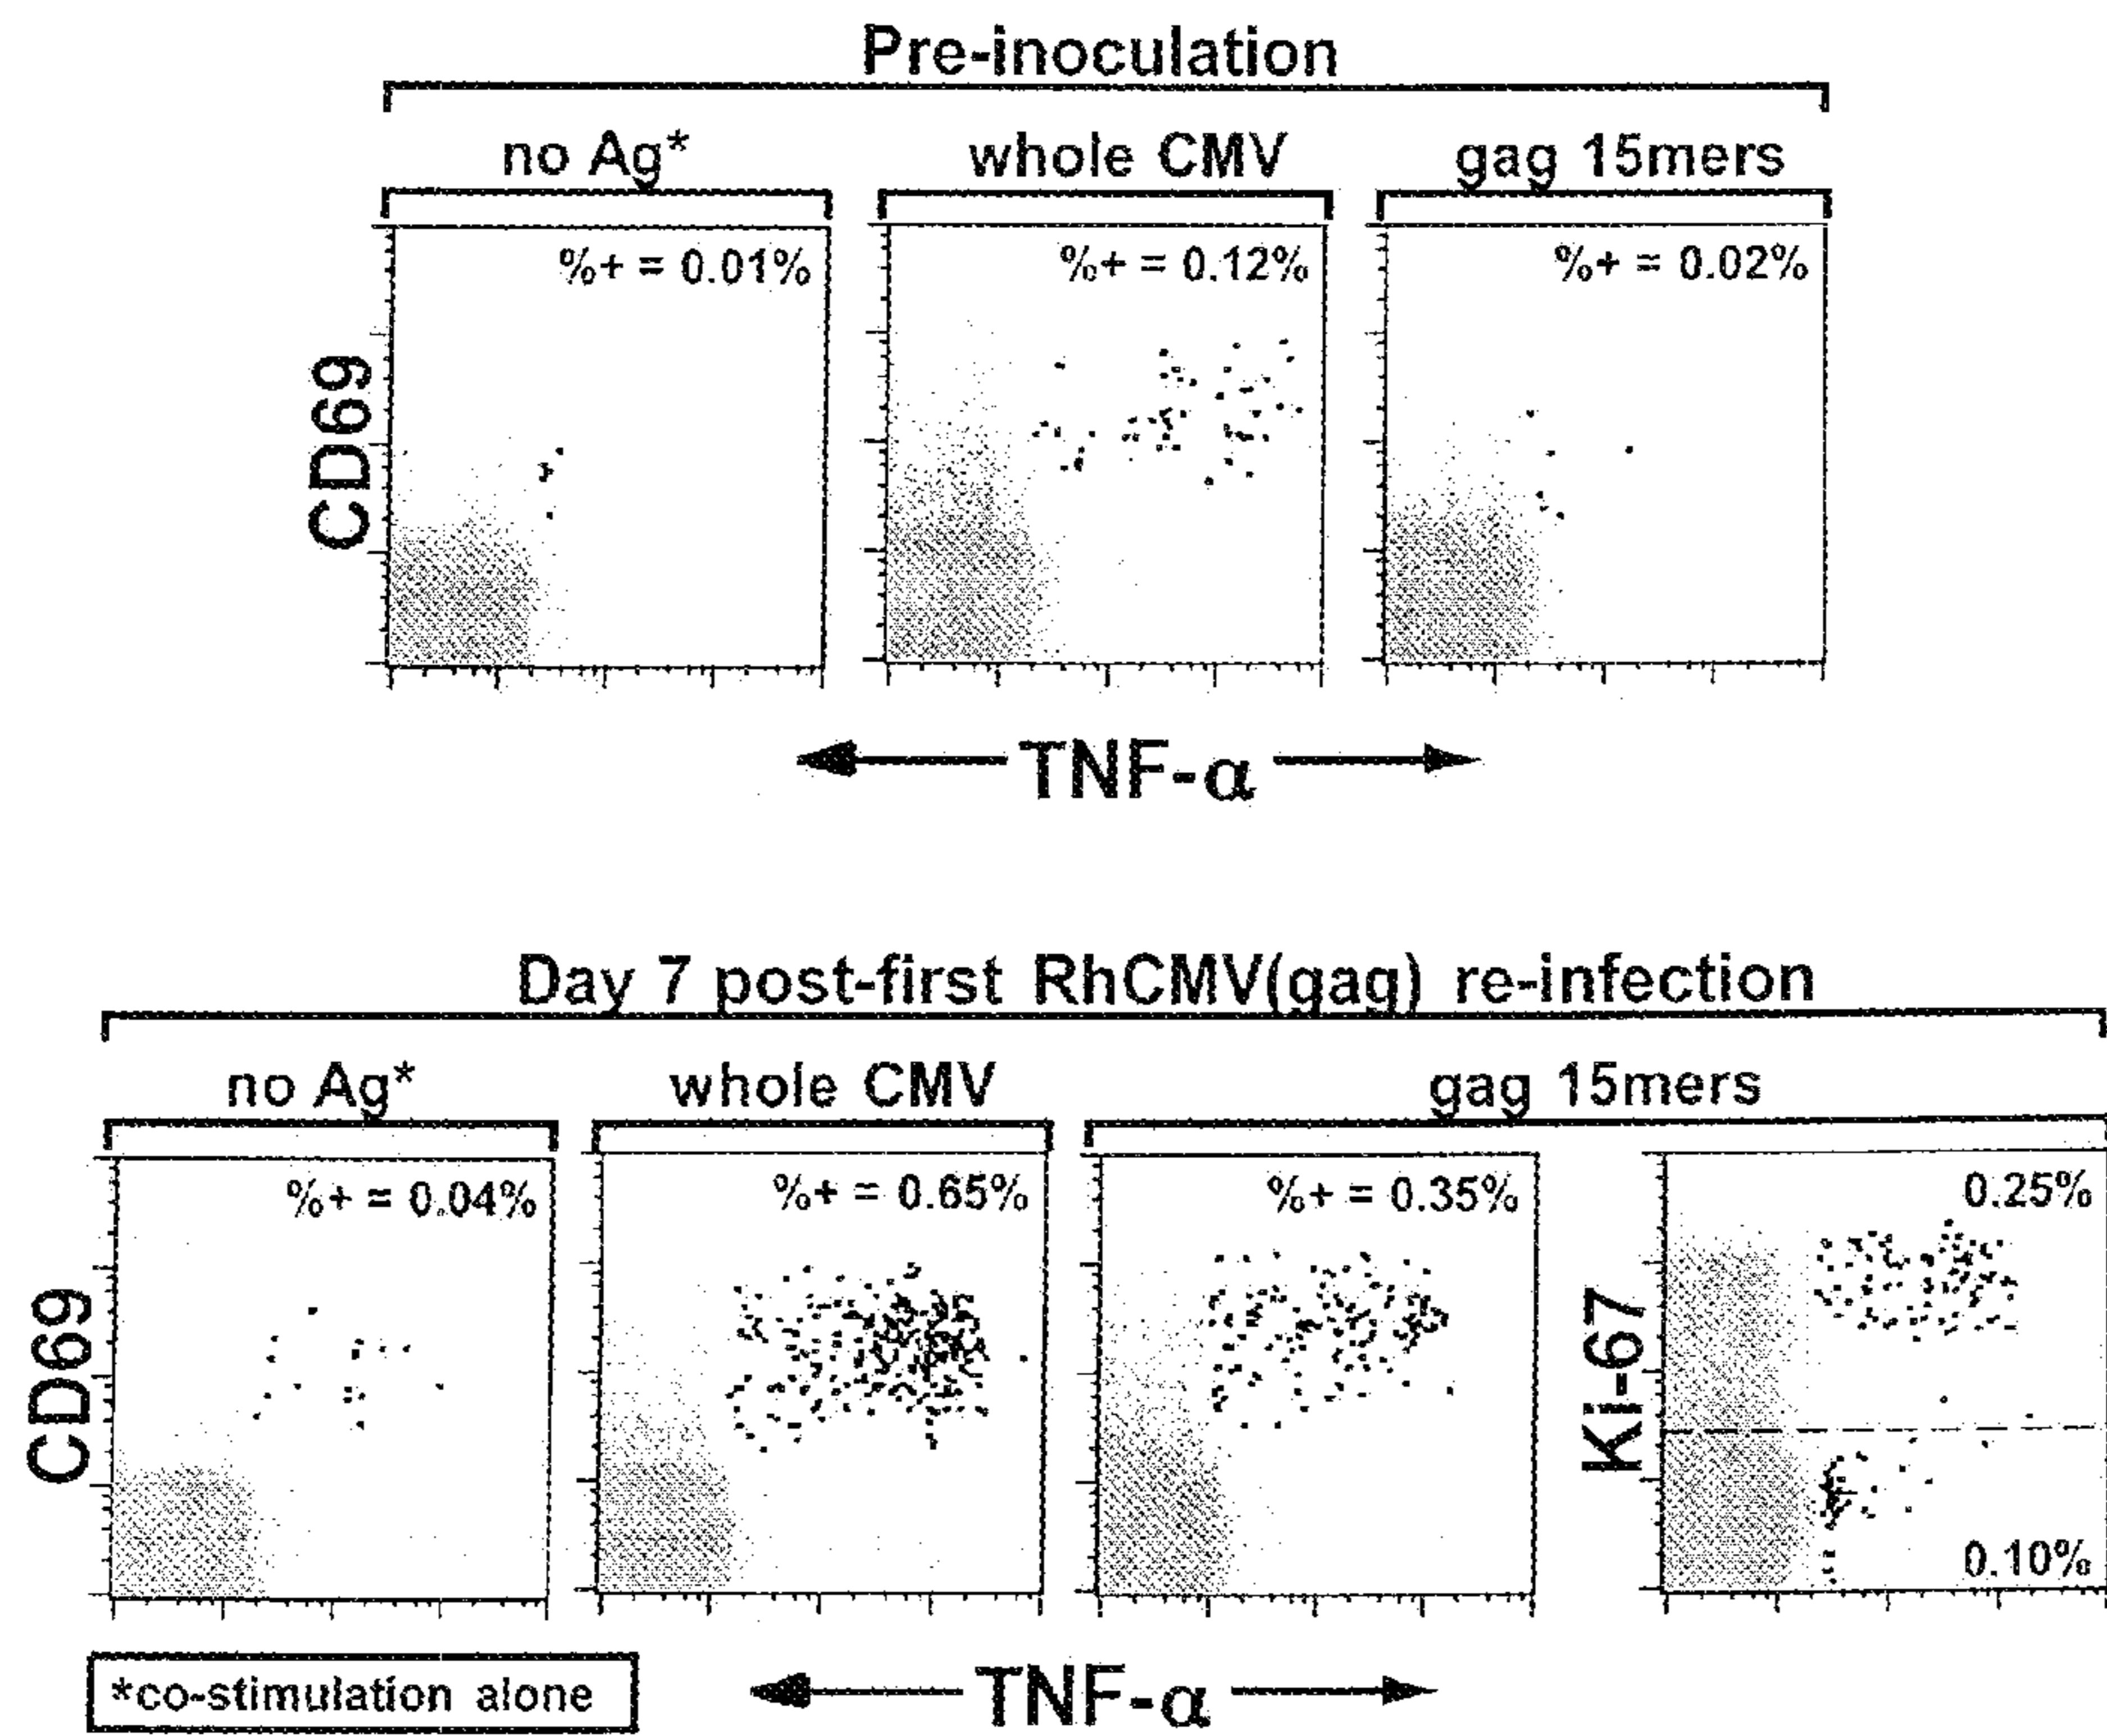 Pre-inoculation
no Ag* whole CMV gag 15mers
%+ = 0.01% %+ = 0.12% %+ = 0.02%
CD69
TNF-α
Day 7 post-first RhCMV(gag) re-infection
no Ag* whole CMV gag 15mers
%+ = 0.04% %+ = 0.65% %+ = 0.35% 0.25%
CD69 Ki-67
0.10%
*co-stimulation alone TNF-α